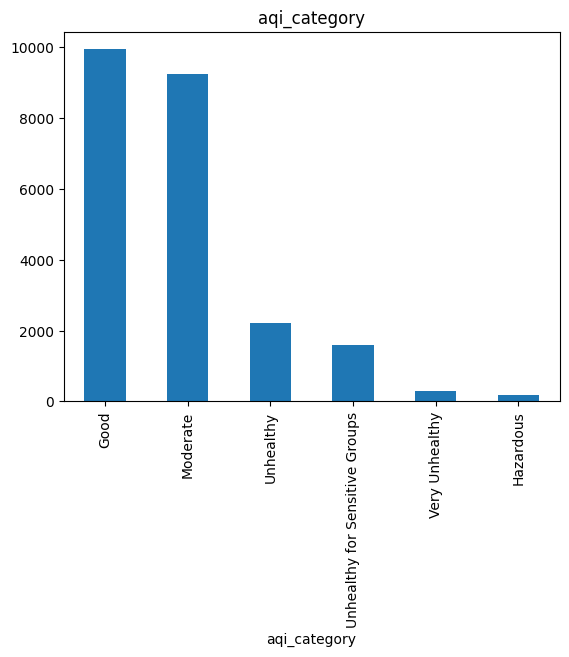 aqi_category
10000
8000
6000
4000
2000
0
Good
Moderate
Unhealthy
Unhealthy for Sensitive Groups
Very Unhealthy
Hazardous
aqi_category